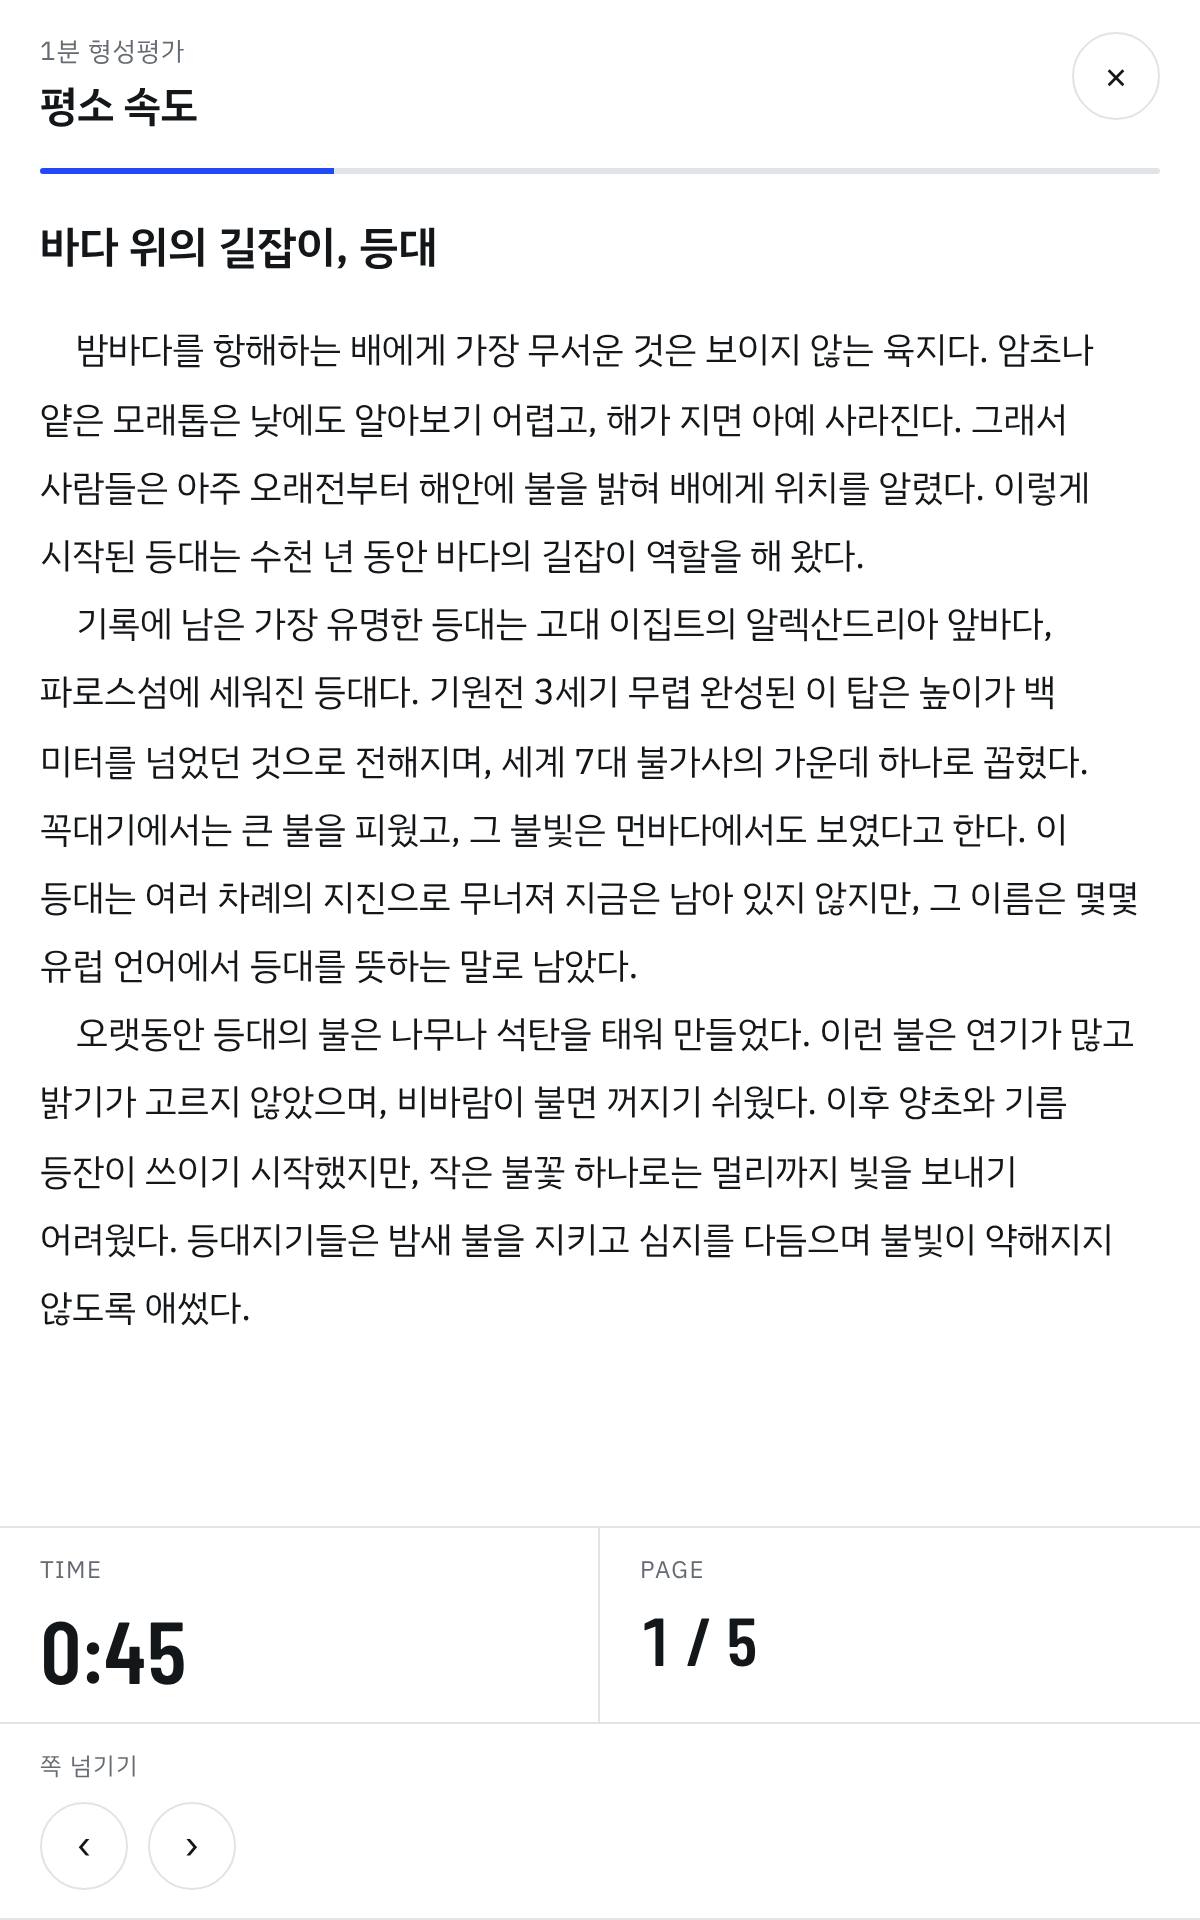 1분 형성평가
평소 속도
×
바다 위의 길잡이, 등대
밤바다를 항해하는 배에게 가장 무서운 것은 보이지 않는 육지다. 암초나
얕은 모래톱은 낮에도 알아보기 어렵고, 해가 지면 아예 사라진다. 그래서
사람들은 아주 오래전부터 해안에 불을 밝혀 배에게 위치를 알렸다. 이렇게
시작된 등대는 수천 년 동안 바다의 길잡이 역할을 해 왔다.
기록에 남은 가장 유명한 등대는 고대 이집트의 알렉산드리아 앞바다,
파로스섬에 세워진 등대다. 기원전 3세기 무렵 완성된 이 탑은 높이가 백
미터를 넘었던 것으로 전해지며, 세계 7대 불가사의 가운데 하나로 꼽혔다.
꼭대기에서는 큰 불을 피웠고, 그 불빛은 먼바다에서도 보였다고 한다. 이
등대는 여러 차례의 지진으로 무너져 지금은 남아 있지 않지만, 그 이름은 몇몇
유럽 언어에서 등대를 뜻하는 말로 남았다.
오랫동안 등대의 불은 나무나 석탄을 태워 만들었다. 이런 불은 연기가 많고
밝기가 고르지 않았으며, 비바람이 불면 꺼지기 쉬웠다. 이후 양초와 기름
등잔이 쓰이기 시작했지만, 작은 불꽃 하나로는 멀리까지 빛을 보내기
어려웠다. 등대지기들은 밤새 불을 지키고 심지를 다듬으며 불빛이 약해지지
않도록 애썼다.
TIME
0:45
PAGE
1 / 5
쪽 넘기기
‹ ›